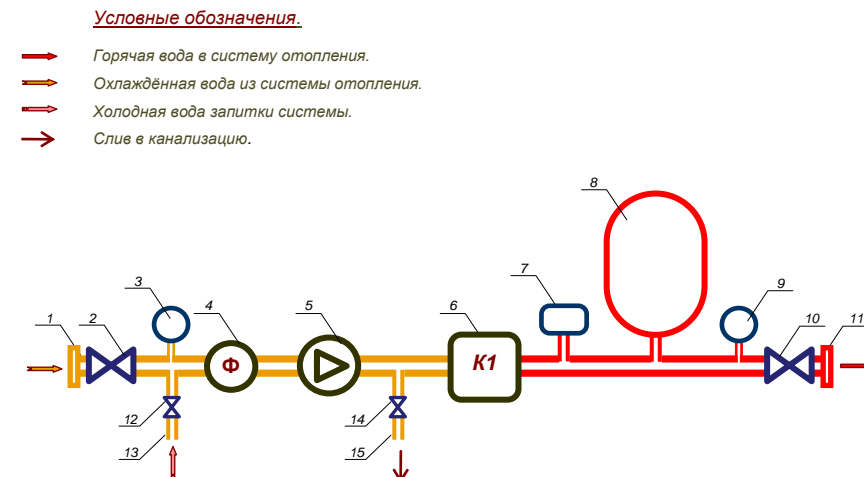 Условные обозначения.
Горячая вода в систему отопления.
Охлаждённая вода из системы отопления.
Холодная вода запитки системы.
Слив в канализацию.
8
7
3
4
5
6
9
1
2
10
11
Ф
К1
12
14
13
15